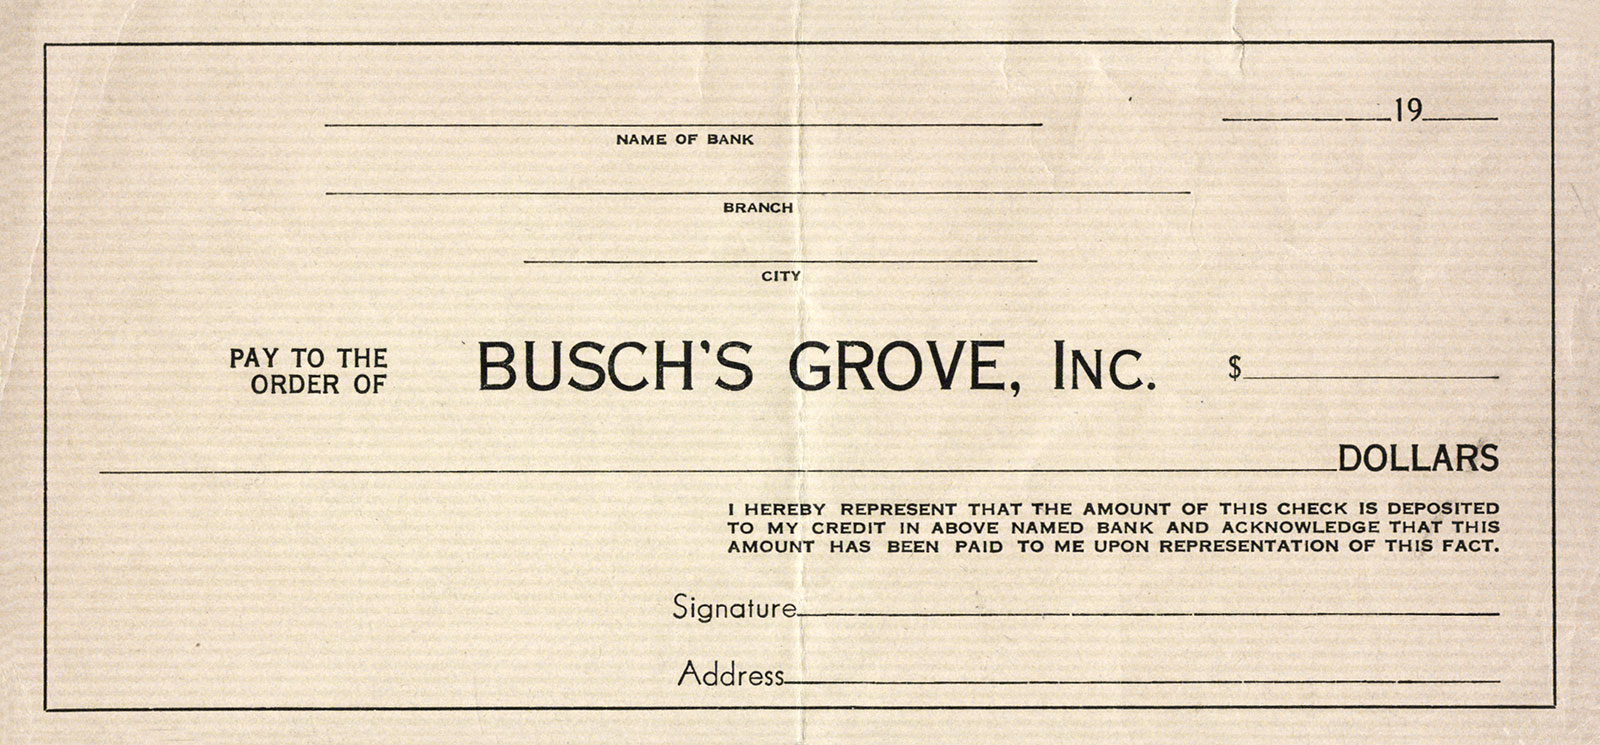 19
NAME OF BANK
BRANCH
CITY
PAY TO THE
ORDER OF
BUSCH'S GROVE, INC. $
DOLLARS
I HEREBY REPRESENT THAT THE AMOUNT OF THIS CHECK IS DEPOSITED
TO MY CREDIT IN ABOVE NAMED BANK AND ACKNOWLEDGE THAT THIS
AMOUNT HAS BEEN PAID TO ME UPON REPRESENTATION OF THIS FACT.
Signature
Address